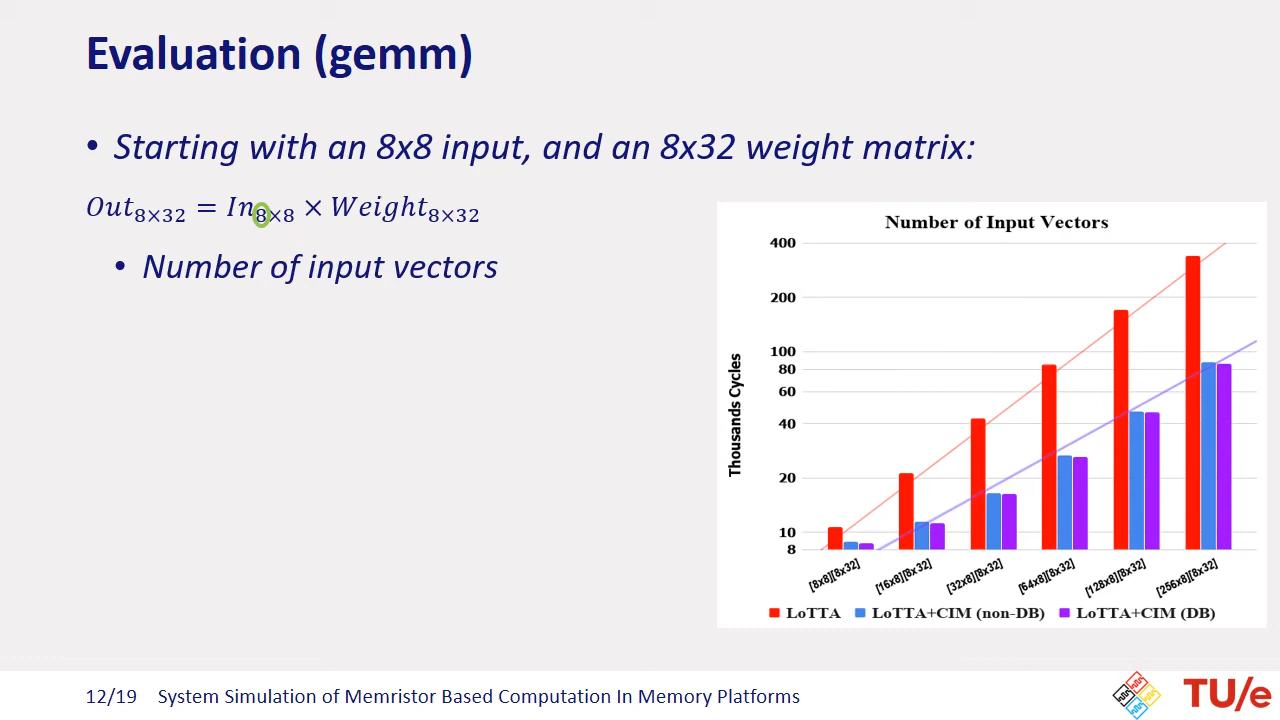 Evaluation (gemm)
• Starting with an 8x8 input, and an 8x32 weight matrix:
Out₈×₃₂ = In₈×₈ × Weight₈×₃₂
• Number of input vectors
Number of Input Vectors
Thousands Cycles
400
200
100
80
60
40
20
10
8
[8x8][8x32]
[16x8][8x32]
[32x8][8x32]
[64x8][8x32]
[128x8][8x32]
[256x8][8x32]
LoTTA LoTTA+CIM (non-DB) LoTTA+CIM (DB)
12/19 System Simulation of Memristor Based Computation In Memory Platforms
TU/e